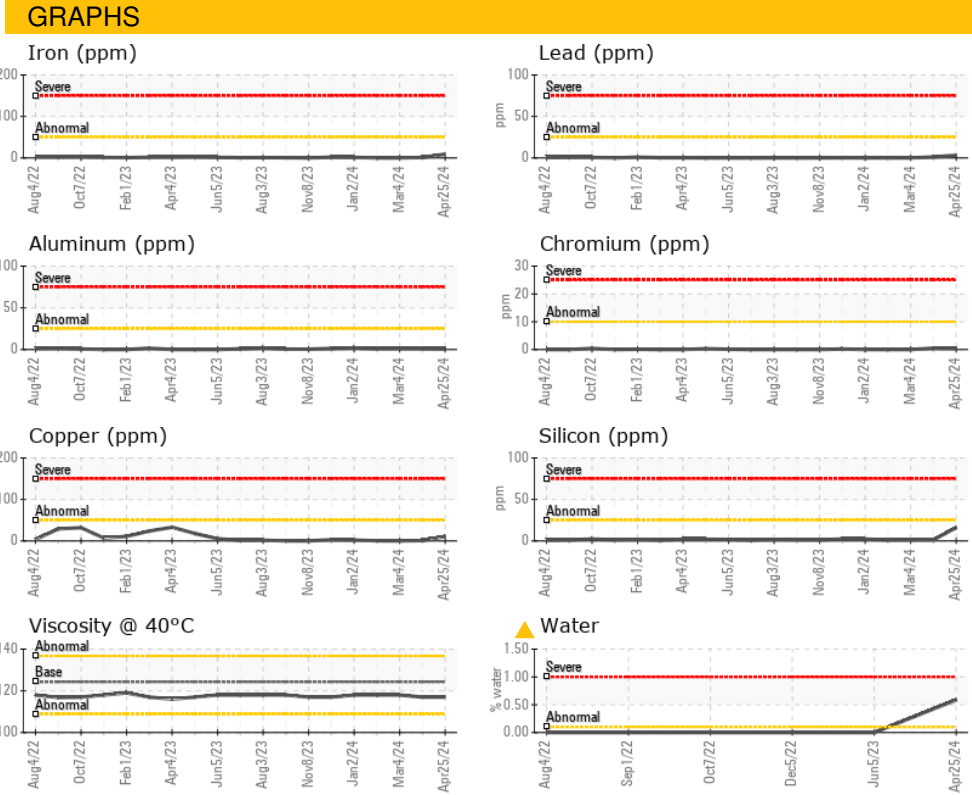 GRAPHS
Iron (ppm)
200
Severe
100
Abnormal
0
Aug4/22 Oct7/22 Feb1/23 Apr4/23 Jun5/23 Aug3/23 Nov8/23 Jan2/24 Mar4/24 Apr25/24
Lead (ppm)
100
Severe
ppm
50
Abnormal
0
Aug4/22 Oct7/22 Feb1/23 Apr4/23 Jun5/23 Aug3/23 Nov8/23 Jan2/24 Mar4/24 Apr25/24
Aluminum (ppm)
100
Severe
50
Abnormal
0
Aug4/22 Oct7/22 Feb1/23 Apr4/23 Jun5/23 Aug3/23 Nov8/23 Jan2/24 Mar4/24 Apr25/24
Chromium (ppm)
30
Severe
ppm
20
Abnormal
10
0
Aug4/22 Oct7/22 Feb1/23 Apr4/23 Jun5/23 Aug3/23 Nov8/23 Jan2/24 Mar4/24 Apr25/24
Copper (ppm)
200
Severe
100
Abnormal
0
Aug4/22 Oct7/22 Feb1/23 Apr4/23 Jun5/23 Aug3/23 Nov8/23 Jan2/24 Mar4/24 Apr25/24
Silicon (ppm)
100
Severe
ppm
50
Abnormal
0
Aug4/22 Oct7/22 Feb1/23 Apr4/23 Jun5/23 Aug3/23 Nov8/23 Jan2/24 Mar4/24 Apr25/24
Viscosity @ 40°C
140
Abnormal
Base
120
Abnormal
100
Aug4/22 Oct7/22 Feb1/23 Apr4/23 Jun5/23 Aug3/23 Nov8/23 Jan2/24 Mar4/24 Apr25/24
Water
1.50
Severe
1.00
% water
0.50
Abnormal
0.00
Aug4/22 Sep1/22 Oct7/22 Dec5/22 Jun5/23 Apr25/24